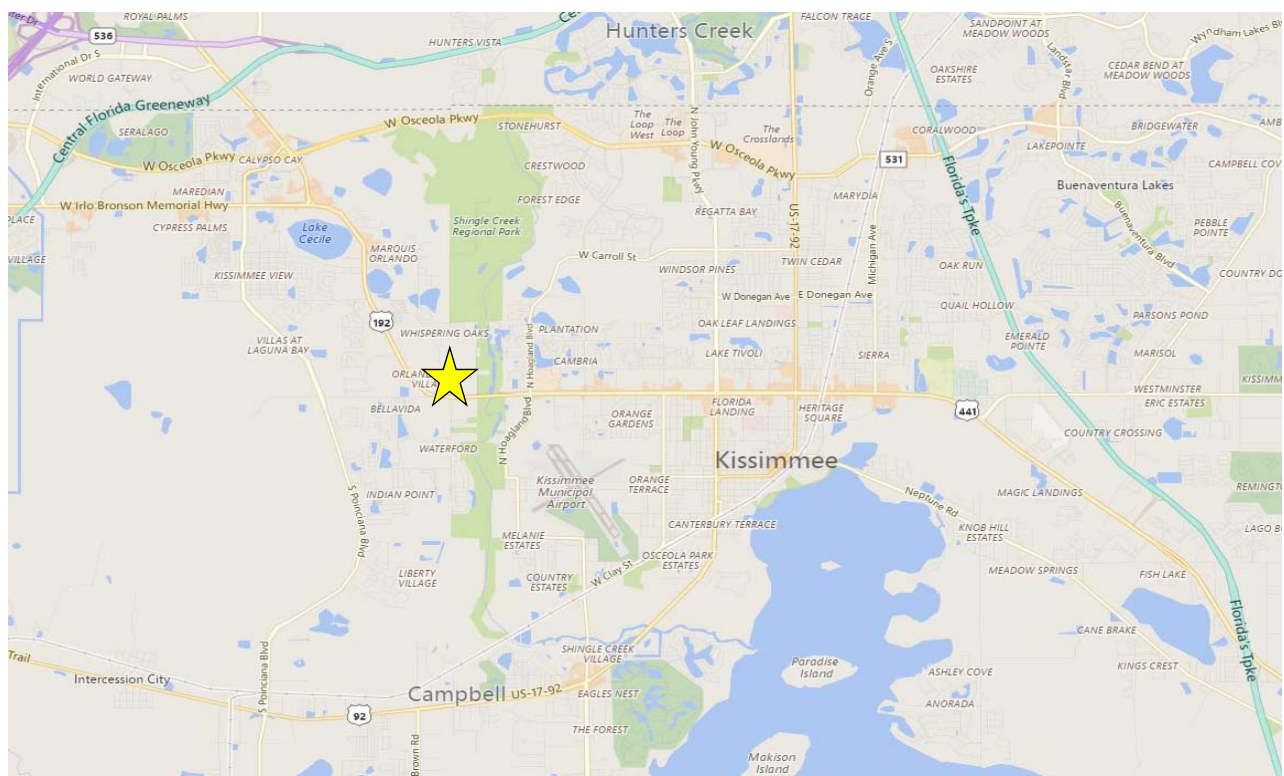 ROYAL PALMS
536
International Dr S
WORLD GATEWAY
Central Florida Greeneway
SERALAGO
HUNTERS VISTA
Hunters Creek
FALCON TRACE
Orange Ave S
SANDPOINT AT
MEADOW WOODS
Landstar Blvd
OAKSHIRE
ESTATES
CEDAR BEND AT
MEADOW WOODS
W Osceola Pkwy
CALYPSO CAY
W Osceola Pkwy
STONEHURST
The
Loop
West
The
Loop
N John Young Pkwy
The
Crosslands
W Osceola Pkwy
531
CORALWOOD
LAKEPOINTE
BRIDGEWATER
CAMPBELL COV
MAREDIAN
W Irlo Bronson Memorial Hwy
CYPRESS PALMS
PLACE
VILLAGE
Lake
Cecile
KISSIMMEE VIEW
MARQUIS
ORLANDO
CRESTWOOD
FOREST EDGE
Shingle Creek
Regional Park
REGATTA BAY
US-17-92
MARYDIA
Michigan Ave
Florida's Tpke
Buenaventura Lakes
Buenaventura Blvd
PEBBLE
POINTE
W Carroll St
WINDSOR PINES
TWIN CEDAR
OAK RUN
COUNTRY DO
W Donegan Ave
E Donegan Ave
QUAIL HOLLOW
PARSONS POND
192
WHISPERING OAKS
VILLAS AT
LAGUNA BAY
PLANTATION
N Hoagland Blvd
CAMBRIA
OAK LEAF LANDINGS
LAKE TIVOLI
SIERRA
EMERALD
POINTE
MARISOL
KISSIMM
BELLAVIDA
ORANGE
GARDENS
FLORIDA
LANDING
HERITAGE
SQUARE
441
WESTMINSTER
ERIC ESTATES
COUNTRY CROSSING
WATERFORD
N Hoagland Blvd
Kissimmee
Kissimmee
Municipal
Airport
ORANGE
TERRACE
INDIAN POINT
S Poinciana Blvd
Neptune Rd
MAGIC LANDINGS
REMINGT
CANTERBURY TERRACE
MELANIE
ESTATES
KNOB HILL
ESTATES
LAGO BU
OSCEOLA PARK
ESTATES
W Clay St
LIBERTY
VILLAGE
COUNTRY
ESTATES
MEADOW SPRINGS
FISH LAKE
Florida's Tpke
CANE BRAKE
SHINGLE CREEK
VILLAGE
Paradise
Island
ASHLEY COVE
KINGS CREST
Trail
Intercession City
S Poinciana Blvd
Campbell
US-17-92
EAGLES NEST
ANORADA
92
Brown Rd
THE FOREST
Makison
Island